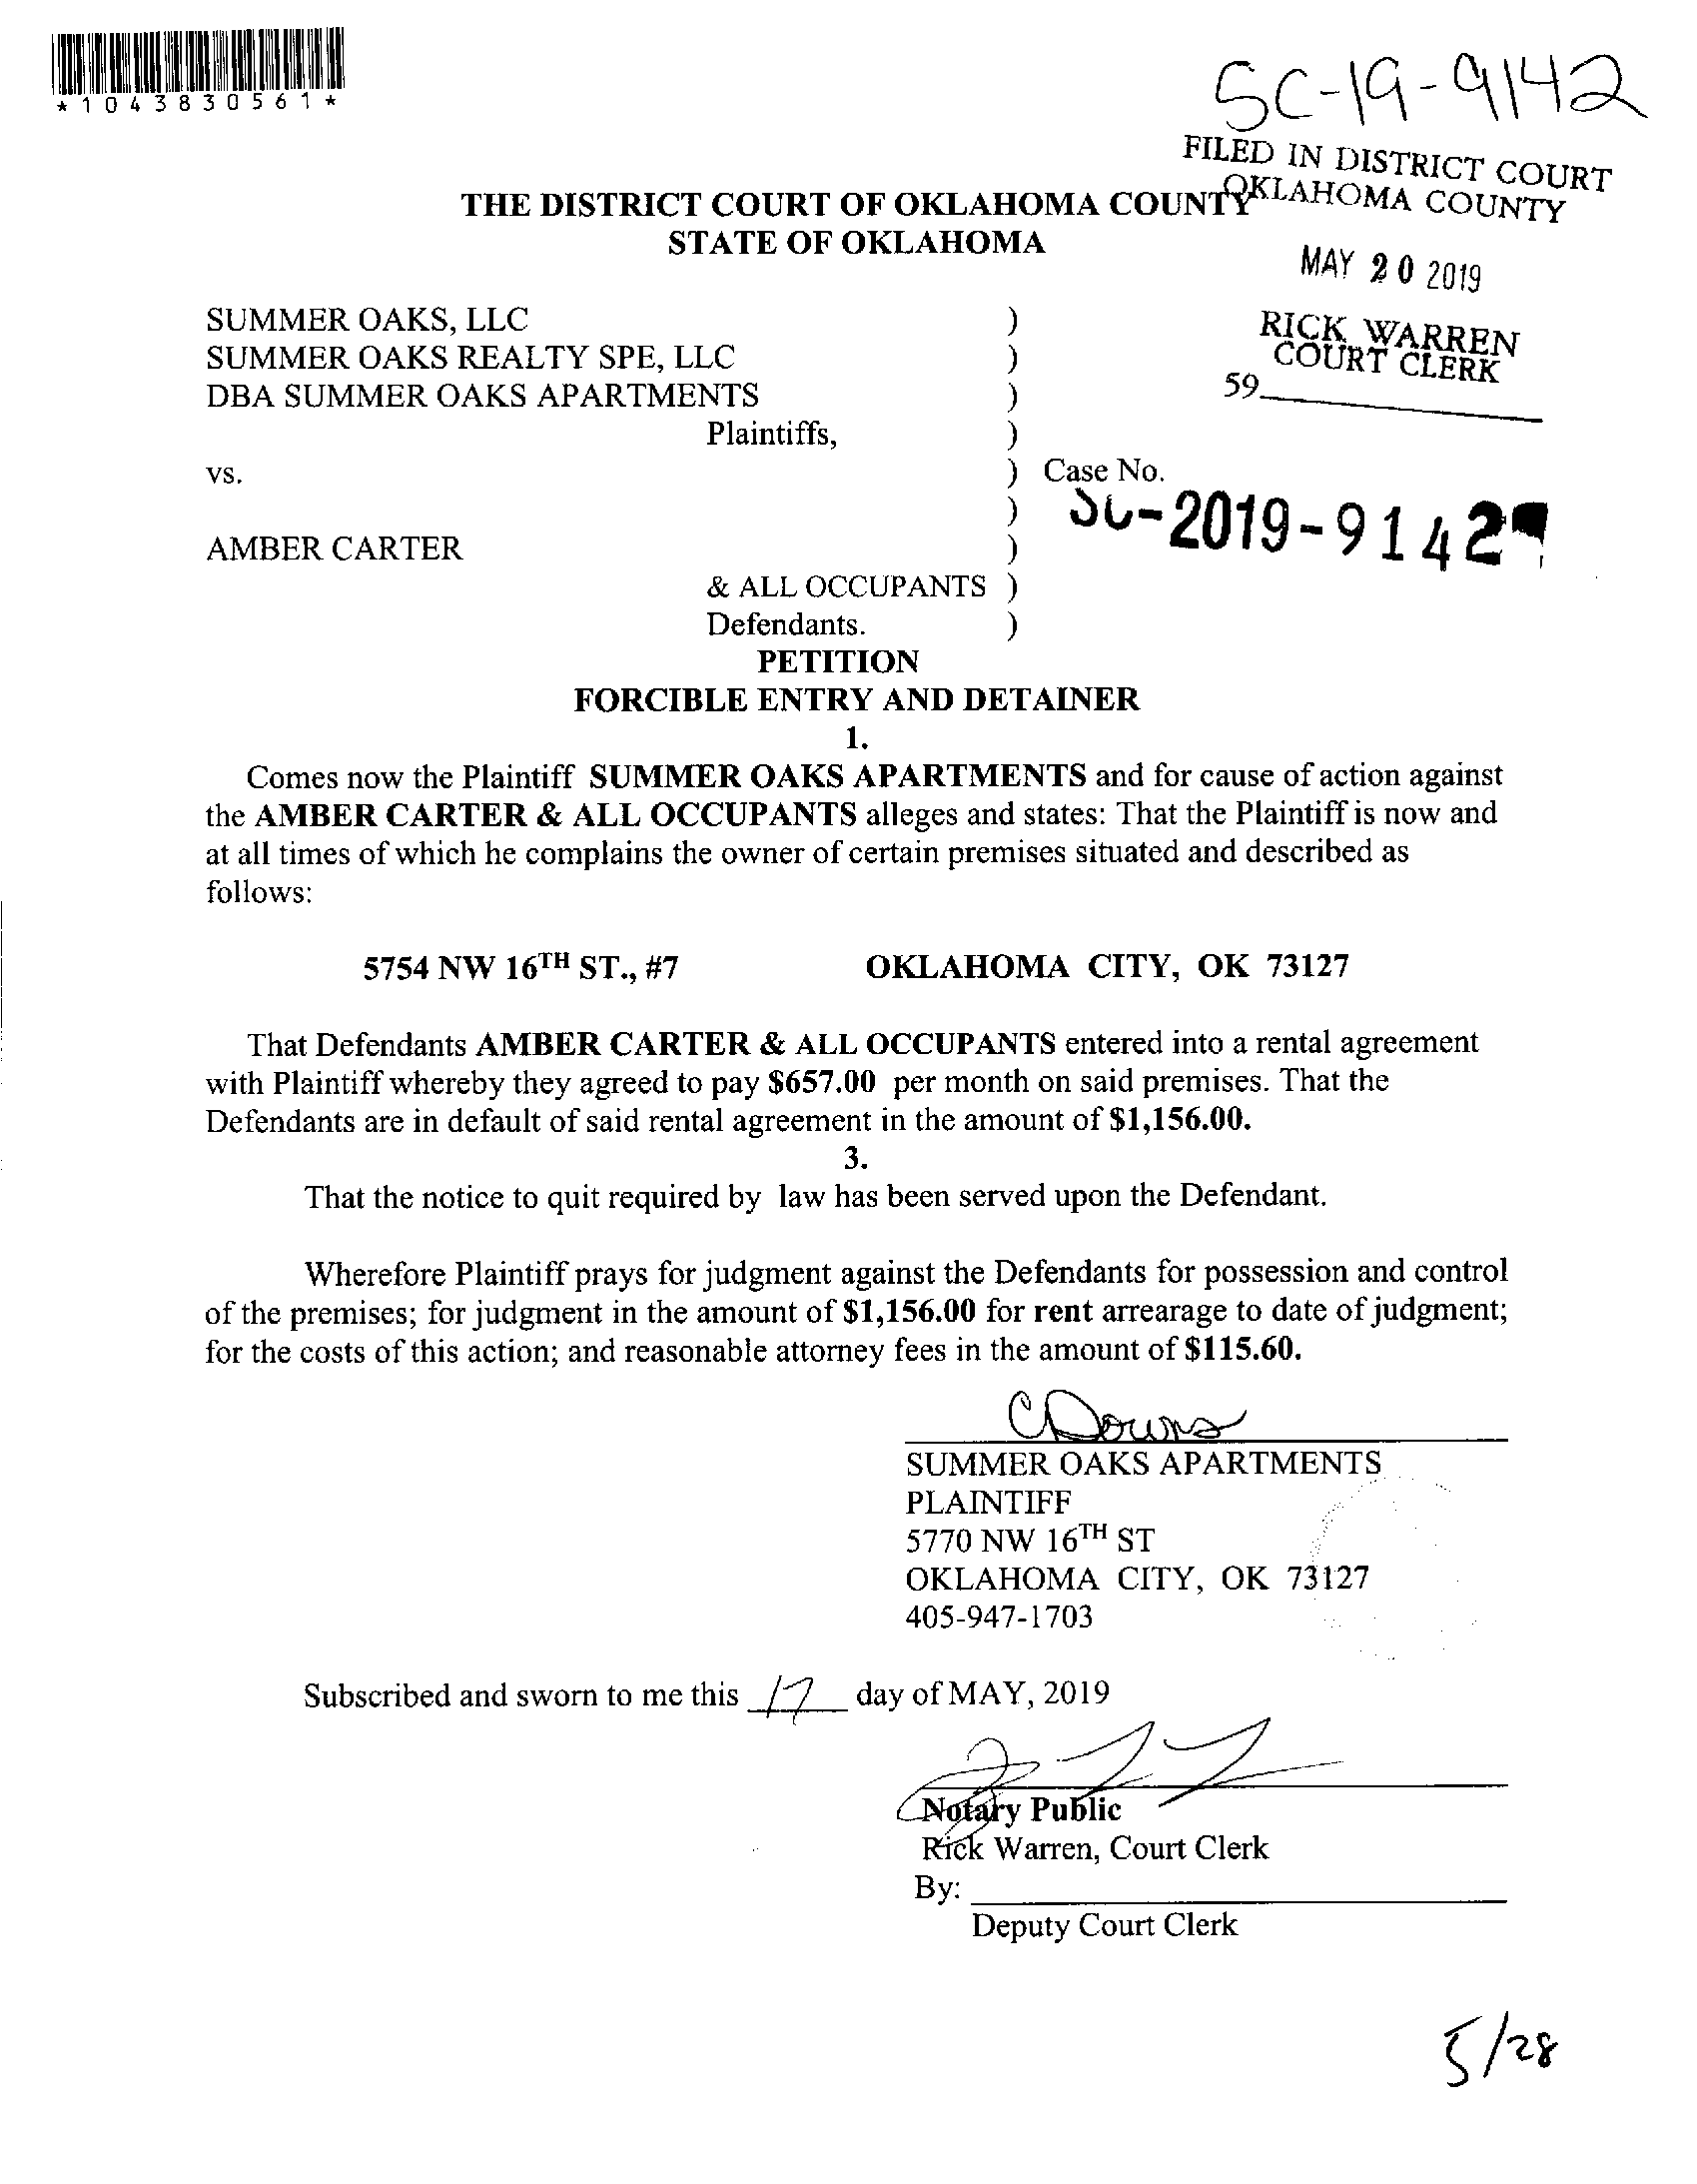 *1043830561*
SC-19-9142
FILED IN DISTRICT COURT
OKLAHOMA COUNTY
THE DISTRICT COURT OF OKLAHOMA COUNTY
STATE OF OKLAHOMA
MAY 20 2019
SUMMER OAKS, LLC )
RICK WARREN
COURT CLERK
SUMMER OAKS REALTY SPE, LLC )
59
DBA SUMMER OAKS APARTMENTS )
Plaintiffs, )
vs. ) Case No.
) SC-2019-9142
AMBER CARTER )
& ALL OCCUPANTS )
Defendants. )
PETITION
FORCIBLE ENTRY AND DETAINER
1.
Comes now the Plaintiff SUMMER OAKS APARTMENTS and for cause of action against
the AMBER CARTER & ALL OCCUPANTS alleges and states: That the Plaintiff is now and
at all times of which he complains the owner of certain premises situated and described as
follows:
5754 NW 16TH ST., #7 OKLAHOMA CITY, OK 73127
That Defendants AMBER CARTER & ALL OCCUPANTS entered into a rental agreement
with Plaintiff whereby they agreed to pay $657.00 per month on said premises. That the
Defendants are in default of said rental agreement in the amount of $1,156.00.
3.
That the notice to quit required by law has been served upon the Defendant.
Wherefore Plaintiff prays for judgment against the Defendants for possession and control
of the premises; for judgment in the amount of $1,156.00 for rent arrearage to date of judgment;
for the costs of this action; and reasonable attorney fees in the amount of $115.60.
CDowns
SUMMER OAKS APARTMENTS
PLAINTIFF
5770 NW 16TH ST
OKLAHOMA CITY, OK 73127
405-947-1703
Subscribed and sworn to me this 17 day of MAY, 2019
Notary Public
Rick Warren, Court Clerk
By:
Deputy Court Clerk
5/28